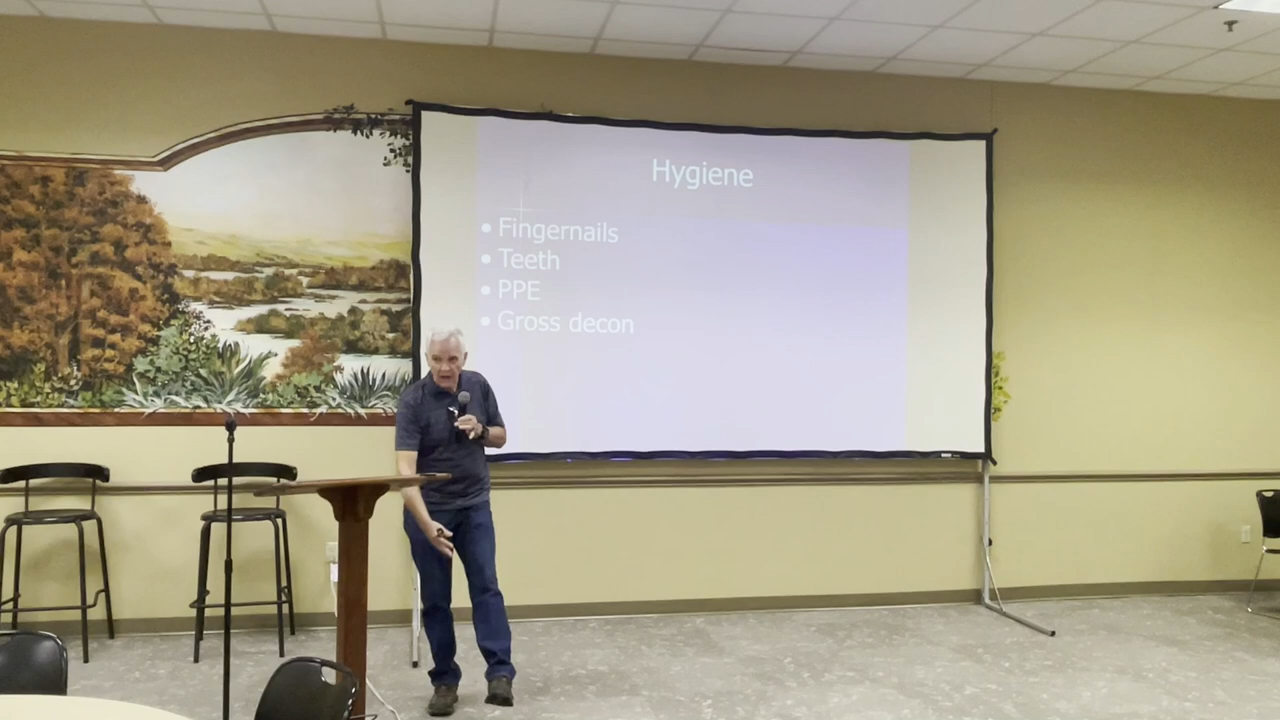 Hygiene
• Fingernails
• Teeth
• PPE
• Gross decon